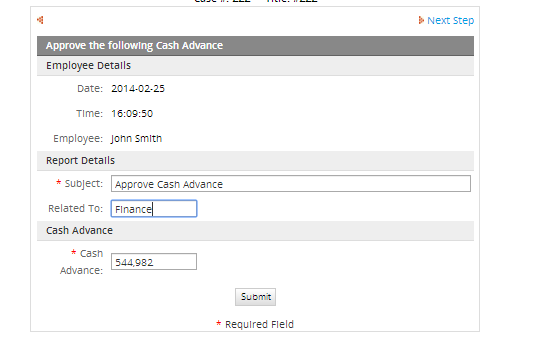 Case #: 222 Title: #222
Next Step
Approve the following Cash Advance
Employee Details
Date: 2014-02-25
Time: 16:09:50
Employee: John Smith
Report Details
* Subject: Approve Cash Advance
Related To: Finance
Cash Advance
* Cash
Advance: 544,982
Submit
* Required Field